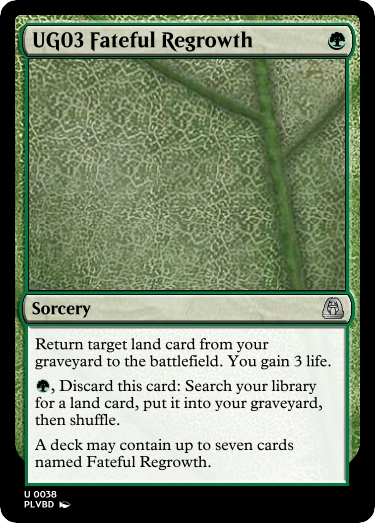 UG03 Fateful Regrowth
Sorcery
Return target land card from your
graveyard to the battlefield. You gain 3 life.
, Discard this card: Search your library
for a land card, put it into your graveyard,
then shuffle.
A deck may contain up to seven cards
named Fateful Regrowth.
U 0038
PLVBD